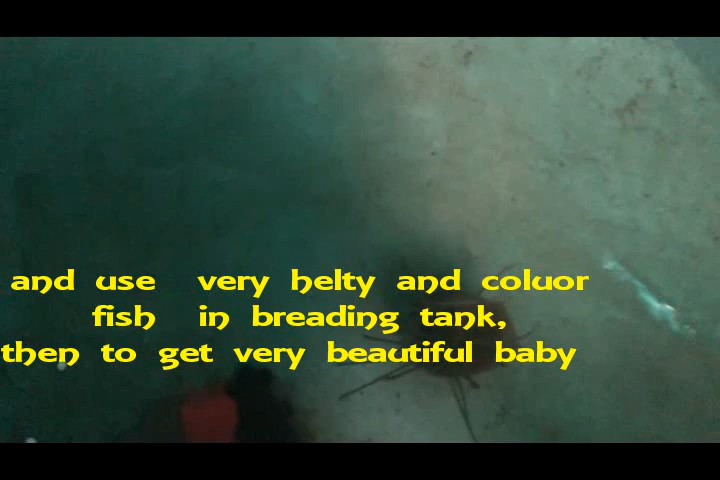 and use very helty and coluor
fish in breading tank,
then to get very beautiful baby